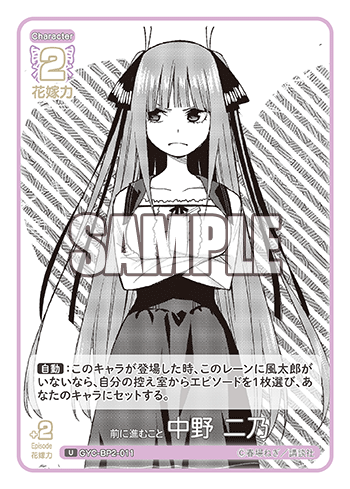 Character
2
花嫁力
SAMPLE
自動：このキャラが登場した時、このレーンに風太郎が
いないなら、自分の控え室からエピソードを1枚選び、あ
なたのキャラにセットする。
+2
Episode
花嫁力
前に進むこと 中野 二乃
U GYC-BP2-011
©春場ねぎ／講談社